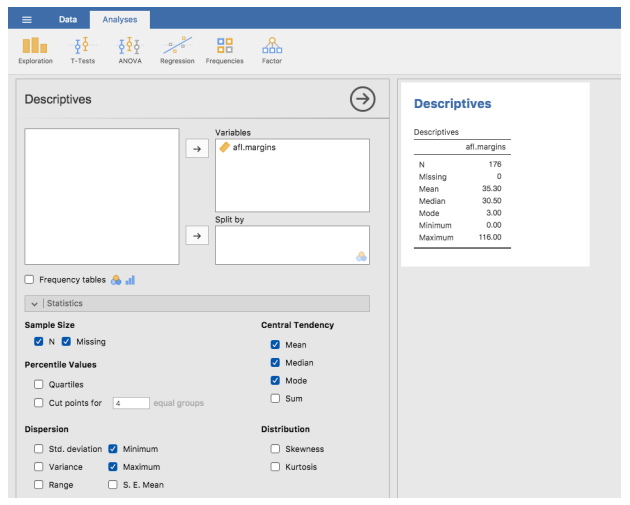 Data Analyses
Exploration T-Tests ANOVA Regression Frequencies Factor
Descriptives
Variables
afl.margins
Split by
Frequency tables
Statistics
Sample Size
N Missing
Percentile Values
Quartiles
Cut points for 4 equal groups
Dispersion
Std. deviation Minimum
Variance Maximum
Range S. E. Mean
Central Tendency
Mean
Median
Mode
Sum
Distribution
Skewness
Kurtosis
Descriptives
Descriptives
afl.margins
N 176
Missing 0
Mean 35.30
Median 30.50
Mode 3.00
Minimum 0.00
Maximum 116.00